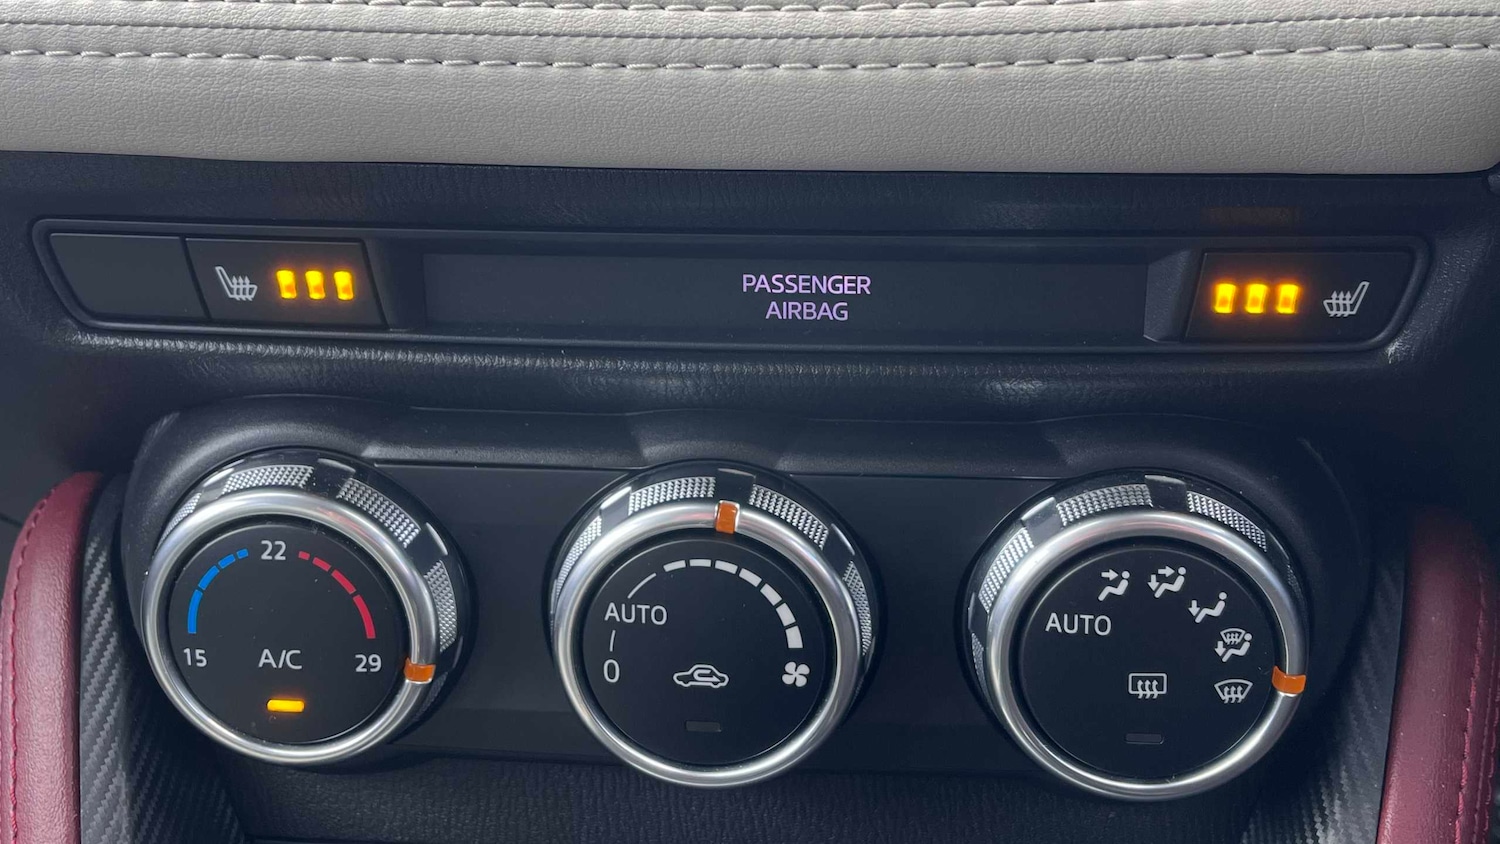 PASSENGER
AIRBAG
22
15
A/C
29
AUTO
0
AUTO